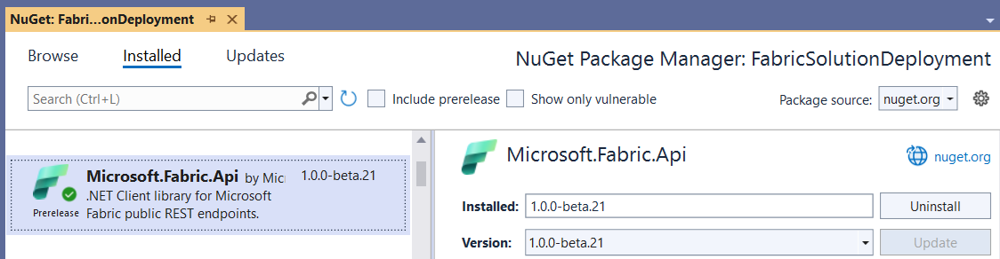 NuGet: Fabri...onDeployment
Browse Installed Updates
NuGet Package Manager: FabricSolutionDeployment
Search (Ctrl+L) Include prerelease Show only vulnerable Package source: nuget.org
Microsoft.Fabric.Api by Mic 1.0.0-beta.21
.NET Client library for Microsoft
Prerelease Fabric public REST endpoints.
Microsoft.Fabric.Api nuget.org
Installed: 1.0.0-beta.21 Uninstall
Version: 1.0.0-beta.21 Update